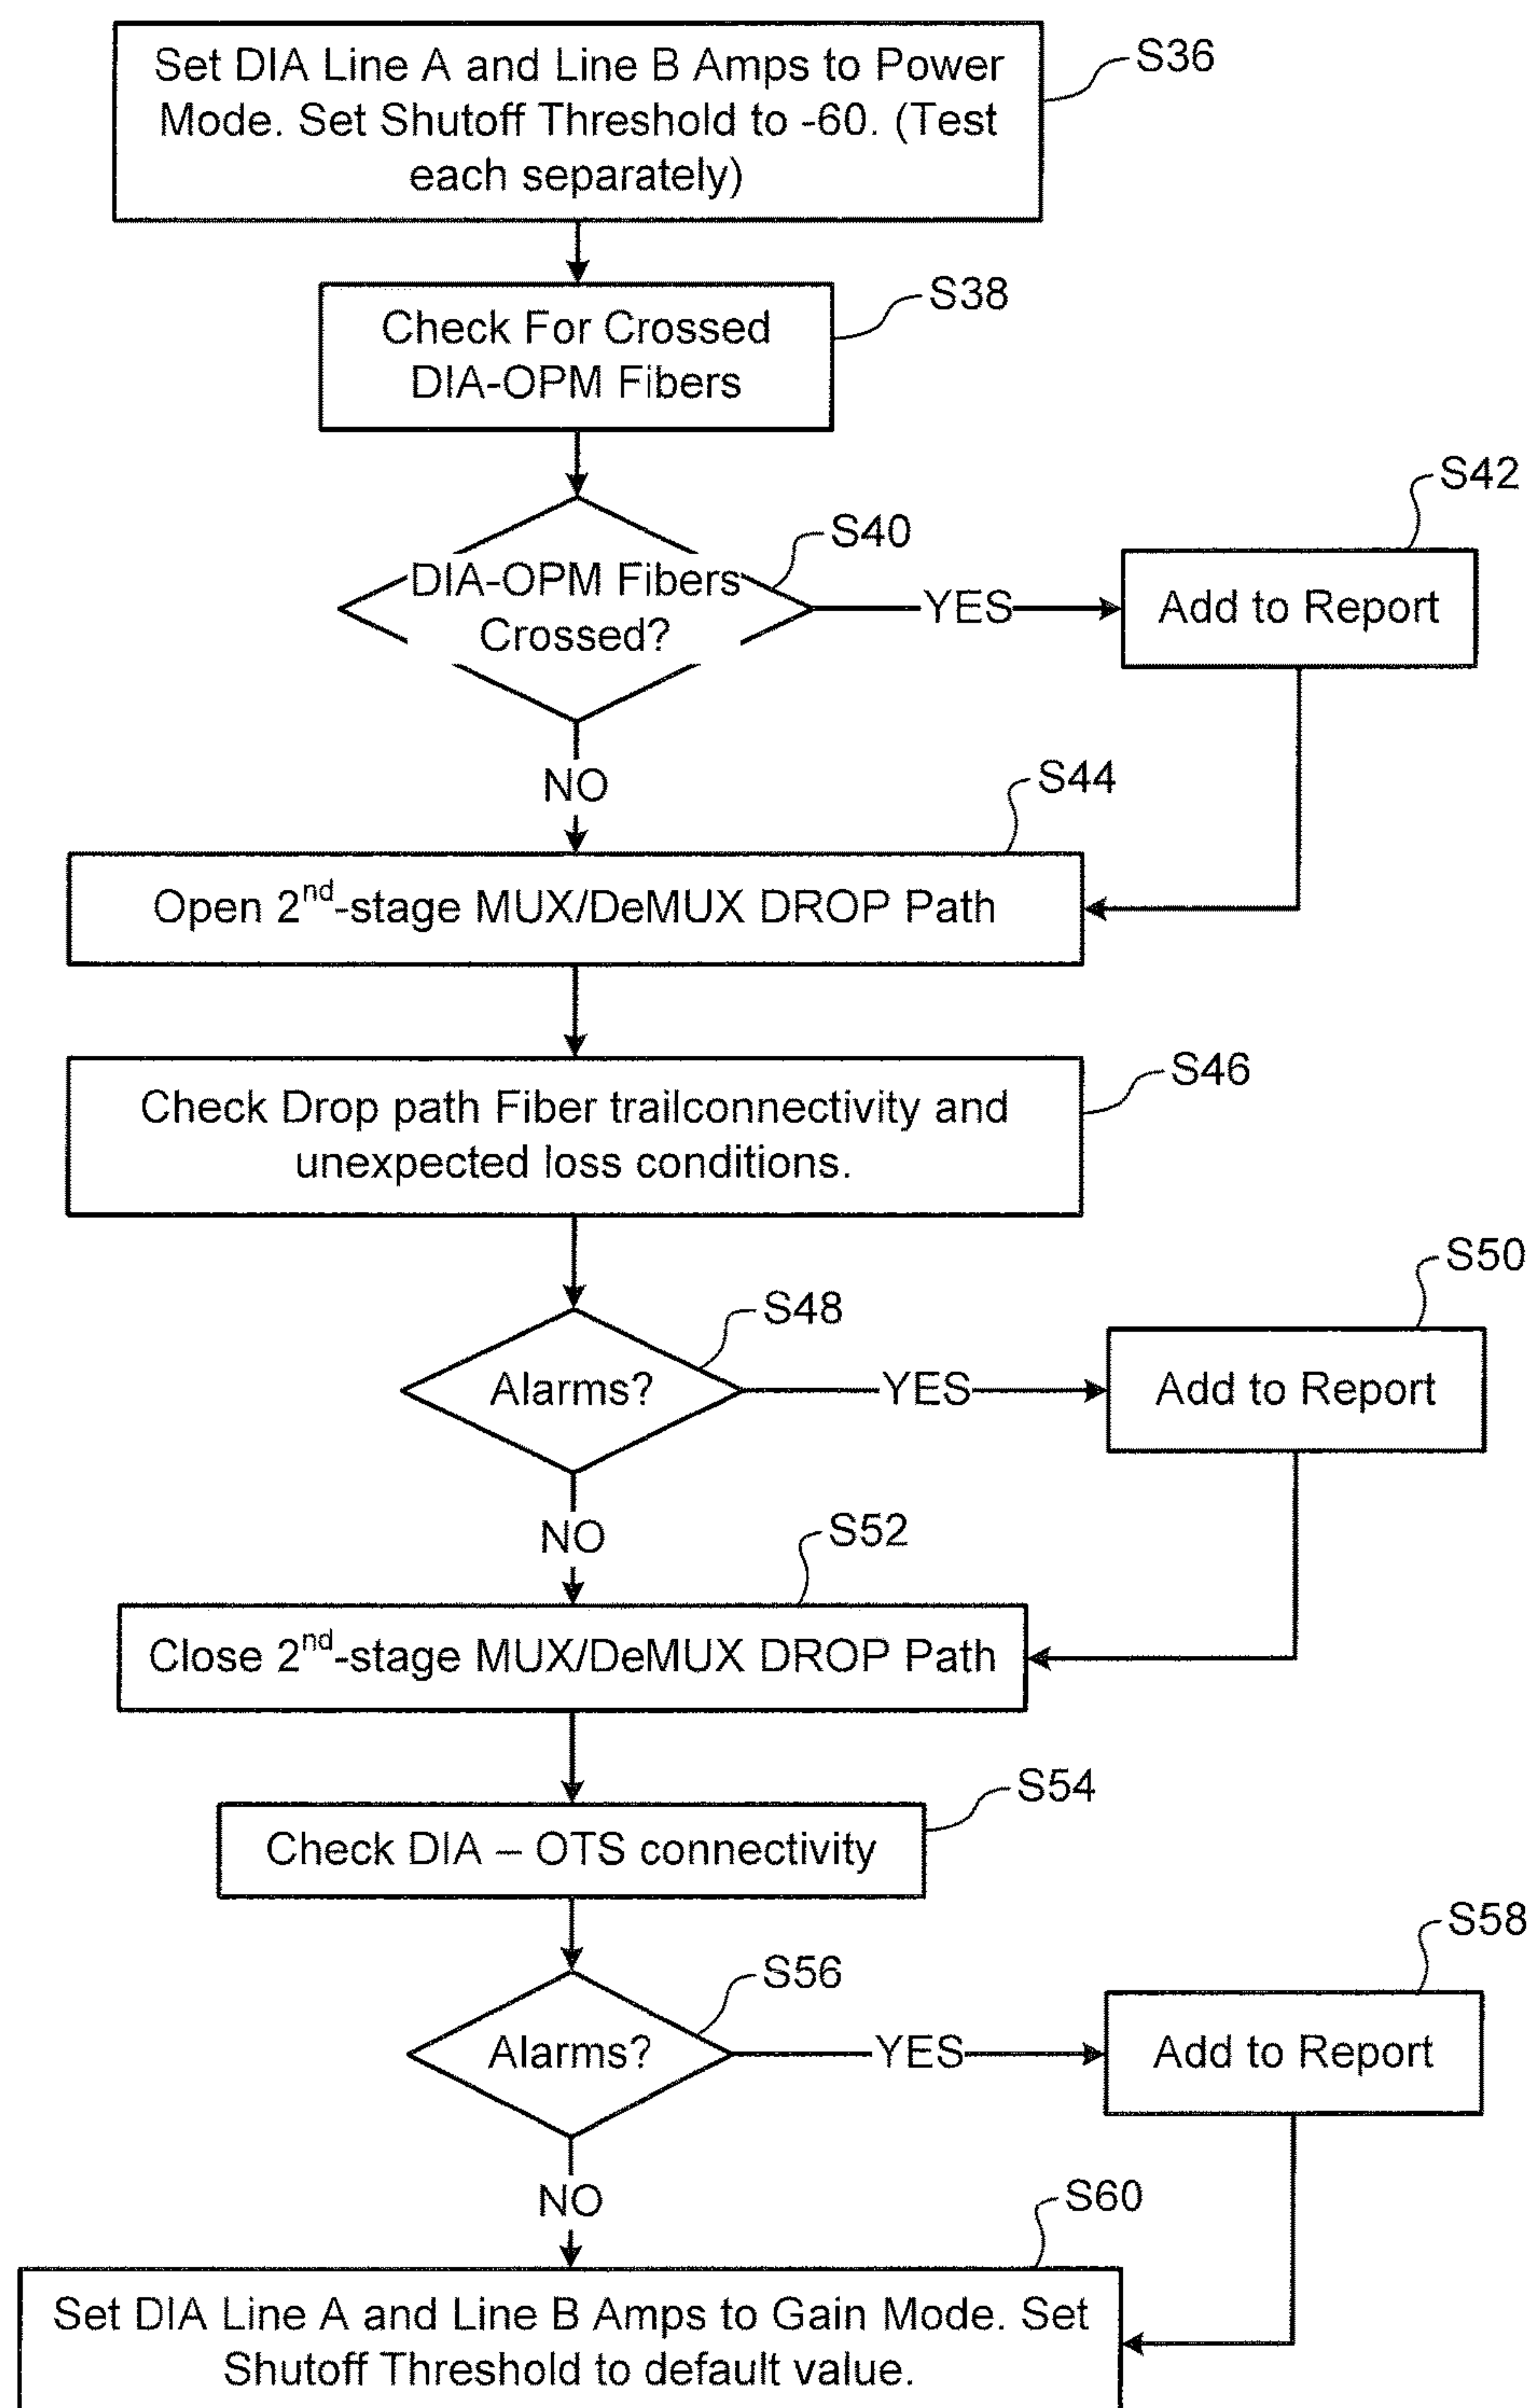 Set DIA Line A and Line B Amps to Power
Mode. Set Shutoff Threshold to -60. (Test
each separately)
S36
Check For Crossed
DIA-OPM Fibers
S38
DIA-OPM Fibers
Crossed?
S40
YES
Add to Report
S42
NO
Open 2nd-stage MUX/DeMUX DROP Path
S44
Check Drop path Fiber trailconnectivity and
unexpected loss conditions.
S46
Alarms?
S48
YES
Add to Report
S50
NO
Close 2nd-stage MUX/DeMUX DROP Path
S52
Check DIA – OTS connectivity
S54
Alarms?
S56
YES
Add to Report
S58
NO
Set DIA Line A and Line B Amps to Gain Mode. Set
Shutoff Threshold to default value.
S60